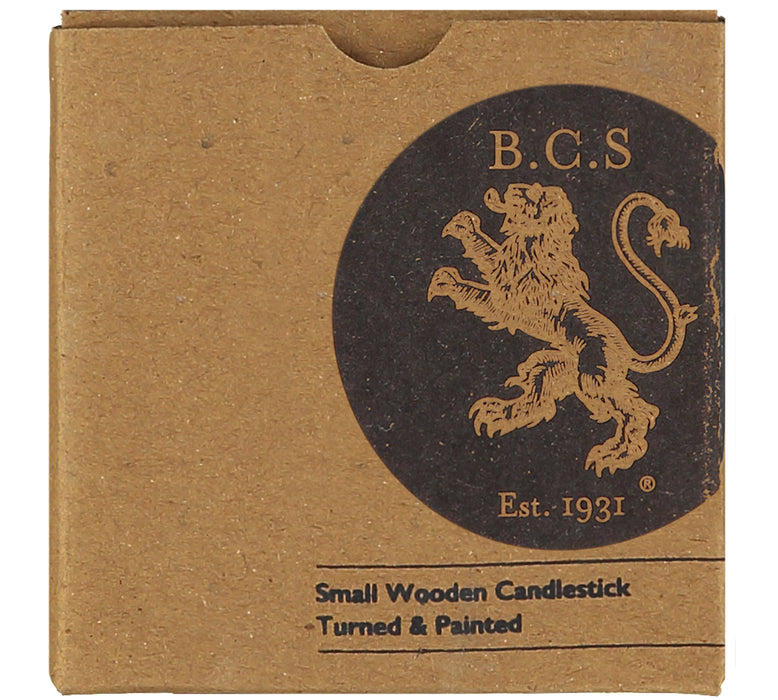 B.C.S
Est. 1931
®
Small Wooden Candlestick
Turned & Painted